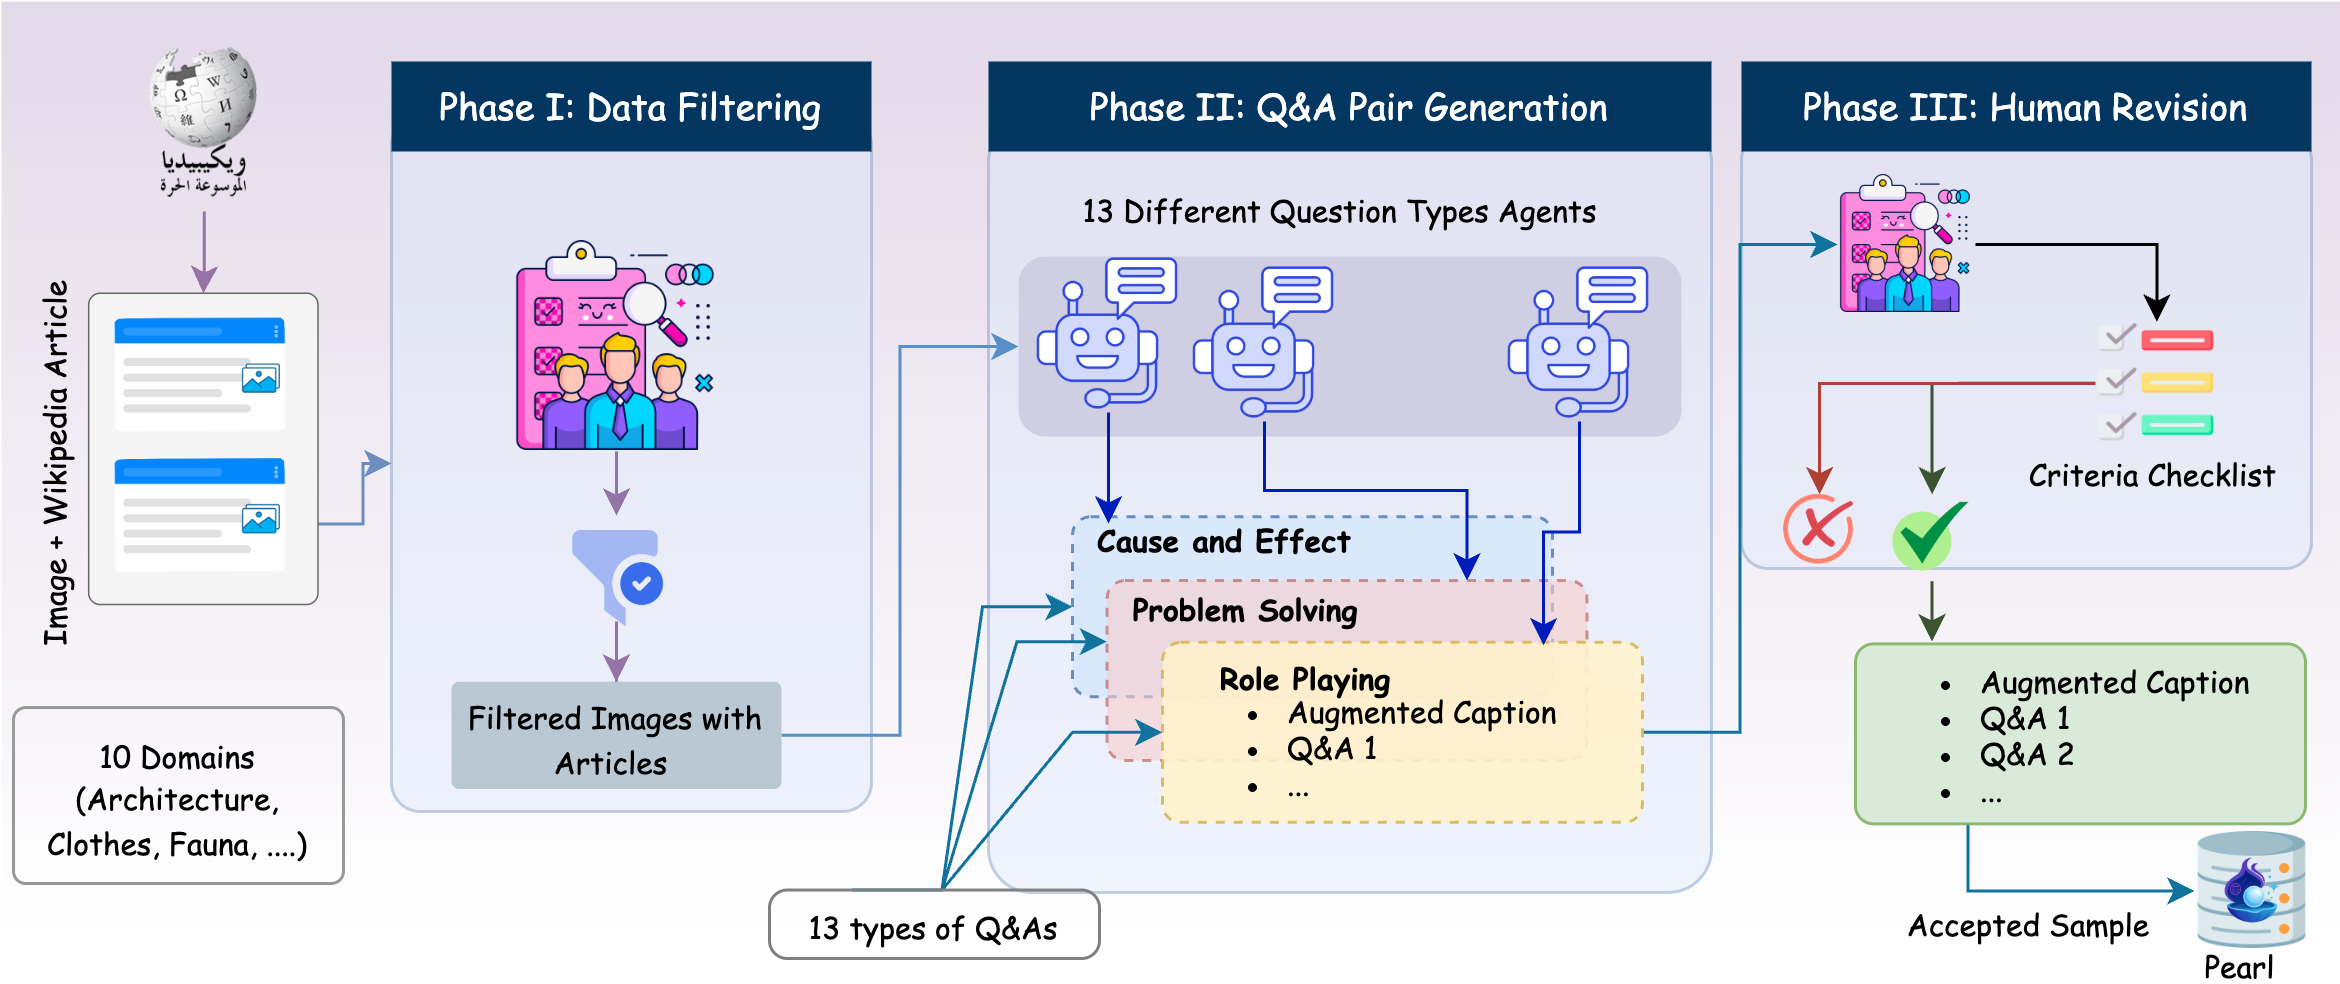 ويكيبيديا
الموسوعة الحرة
Image + Wikipedia Article
10 Domains
(Architecture,
Clothes, Fauna, ....)
Phase I: Data Filtering
Filtered Images with
Articles
Phase II: Q&A Pair Generation
13 Different Question Types Agents
Cause and Effect
Problem Solving
Role Playing
• Augmented Caption
• Q&A 1
• ...
13 types of Q&As
Phase III: Human Revision
Criteria Checklist
• Augmented Caption
• Q&A 1
• Q&A 2
• ...
Accepted Sample
Pearl